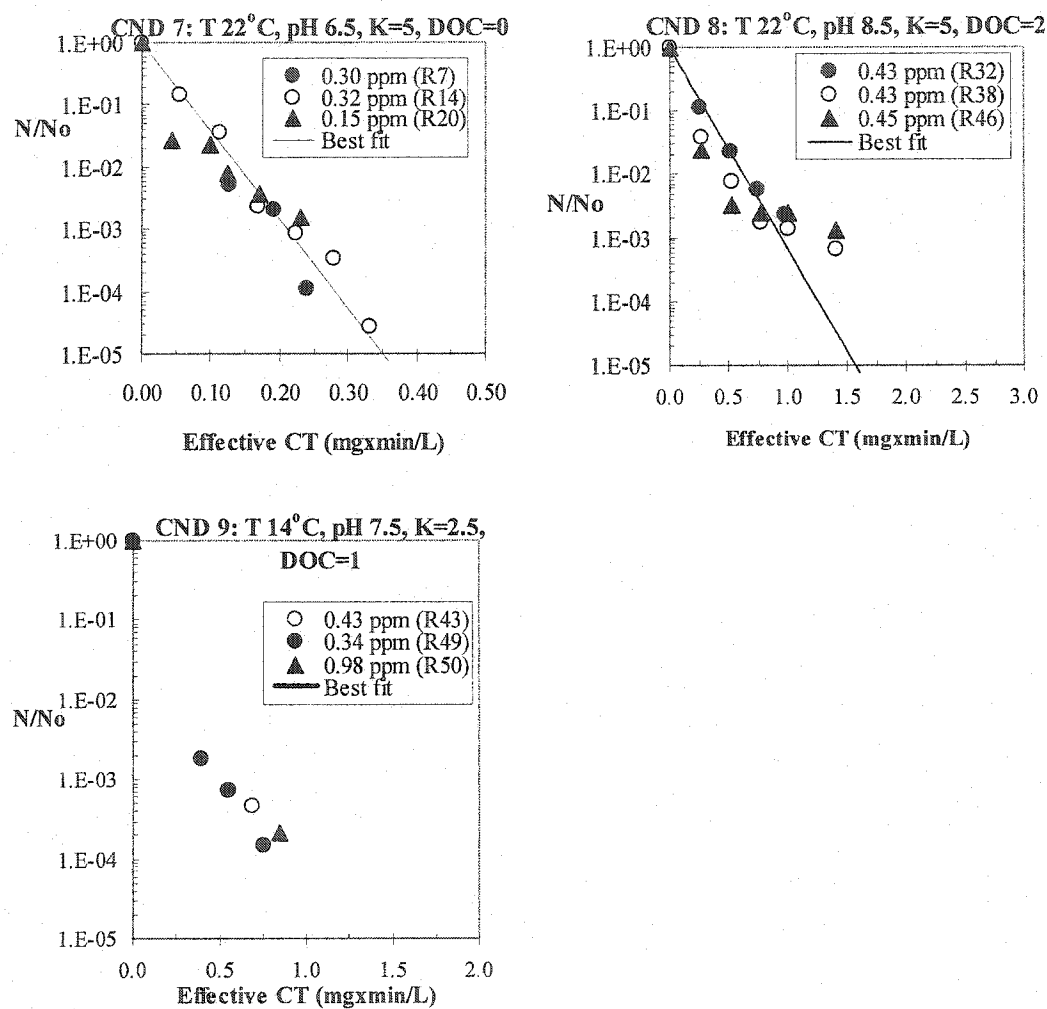 CND 7: T 22°C, pH 6.5, K=5, DOC=0
1.E+00
1.E-01
N/No
1.E-02
1.E-03
1.E-04
1.E-05
0.30 ppm (R7)
0.32 ppm (R14)
0.15 ppm (R20)
Best fit
0.00 0.10 0.20 0.30 0.40 0.50
Effective CT (mgxmin/L)
CND 8: T 22°C, pH 8.5, K=5, DOC=2
1.E+00
1.E-01
1.E-02
N/No
1.E-03
1.E-04
1.E-05
0.43 ppm (R32)
0.43 ppm (R38)
0.45 ppm (R46)
Best fit
0.0 0.5 1.0 1.5 2.0 2.5 3.0
Effective CT (mgxmin/L)
CND 9: T 14°C, pH 7.5, K=2.5,
DOC=1
1.E+00
1.E-01
1.E-02
N/No
1.E-03
1.E-04
1.E-05
0.43 ppm (R43)
0.34 ppm (R49)
0.98 ppm (R50)
Best fit
0.0 0.5 1.0 1.5 2.0
Effective CT (mgxmin/L)